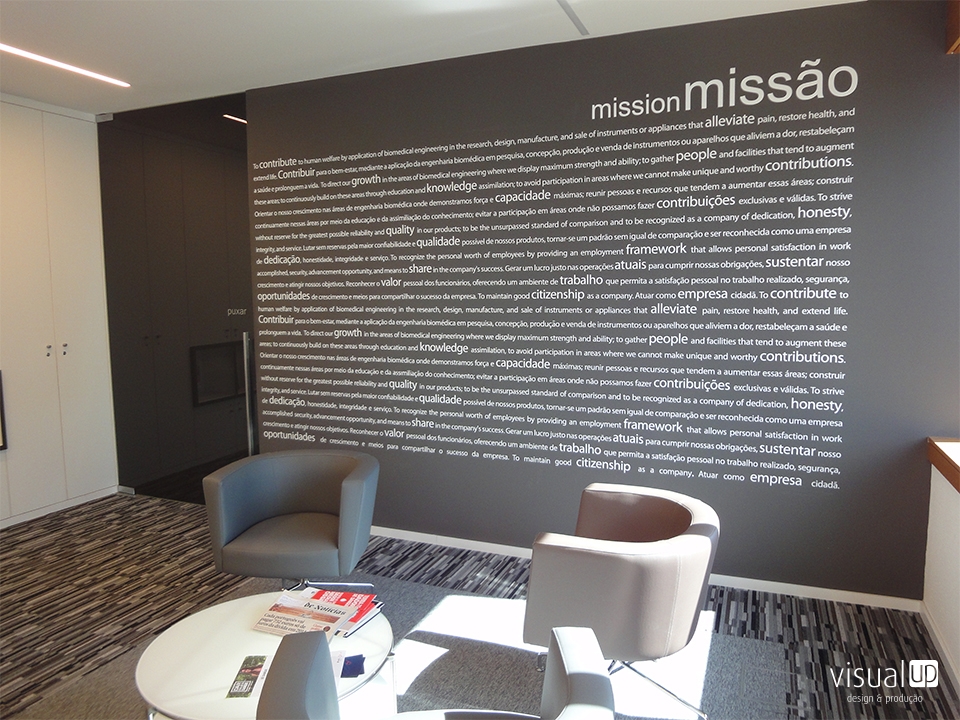 mission missão
To contribute to human welfare by application of biomedical engineering in the research, design, manufacture, and sale of instruments or appliances that alleviate pain, restore health, and
extend life. Contribuir para o bem-estar, mediante a aplicação da engenharia biomédica em pesquisa, concepção, produção e venda de instrumentos ou aparelhos que aliviem a dor, restabeleçam
a saúde e prolonguem a vida. To direct our growth in the areas of biomedical engineering where we display maximum strength and ability; to gather people and facilities that tend to augment
these areas; to continuously build on these areas through education and knowledge assimilation; to avoid participation in areas where we cannot make unique and worthy contributions.
Orientar o nosso crescimento nas áreas de engenharia biomédica onde demonstramos força e capacidade máximas; reunir pessoas e recursos que tendem a aumentar essas áreas; construir
continuamente nessas áreas por meio da educação e da assimilação do conhecimento; evitar a participação em áreas onde não possamos fazer contribuições exclusivas e válidas. To strive
without reserve for the greatest possible reliability and quality in our products; to be the unsurpassed standard of comparison and to be recognized as a company of dedication, honesty,
integrity, and service. Lutar sem reservas pela maior confiabilidade e qualidade possível de nossos produtos, tornar-se um padrão sem igual de comparação e ser reconhecida como uma empresa
de dedicação, honestidade, integridade e serviço. To recognize the personal worth of employees by providing an employment framework that allows personal satisfaction in work
accomplished, security, advancement opportunity, and means to share in the company's success. Gerar um lucro justo nas operações atuais para cumprir nossas obrigações, sustentar nosso
crescimento e atingir nossos objetivos. Reconhecer o valor pessoal dos funcionários, oferecendo um ambiente de trabalho que permita a satisfação pessoal no trabalho realizado, segurança,
oportunidades de crescimento e meios para compartilhar o sucesso da empresa. To maintain good citizenship as a company. Atuar como empresa cidadã. To contribute to
human welfare by application of biomedical engineering in the research, design, manufacture, and sale of instruments or appliances that alleviate pain, restore health, and extend life.
Contribuir para o bem-estar, mediante a aplicação da engenharia biomédica em pesquisa, concepção, produção e venda de instrumentos ou aparelhos que aliviem a dor, restabeleçam a saúde e
prolonguem a vida. To direct our growth in the areas of biomedical engineering where we display maximum strength and ability; to gather people and facilities that tend to augment these
areas; to continuously build on these areas through education and knowledge assimilation, to avoid participation in areas where we cannot make unique and worthy contributions.
Orientar o nosso crescimento nas áreas de engenharia biomédica onde demonstramos força e capacidade máximas; reunir pessoas e recursos que tendem a aumentar essas áreas; construir
continuamente nessas áreas por meio da educação e da assimilação do conhecimento; evitar a participação em áreas onde não possamos fazer contribuições exclusivas e válidas. To strive
without reserve for the greatest possible reliability and quality in our products; to be the unsurpassed standard of comparison and to be recognized as a company of dedication, honesty,
integrity, and service. Lutar sem reservas pela maior confiabilidade e qualidade possível de nossos produtos, tornar-se um padrão sem igual de comparação e ser reconhecida como uma empresa
de dedicação, honestidade, integridade e serviço. To recognize the personal worth of employees by providing an employment framework that allows personal satisfaction in work
accomplished, security, advancement opportunity, and means to share in the company's success. Gerar um lucro justo nas operações atuais para cumprir nossas obrigações, sustentar nosso
crescimento e atingir nossos objetivos. Reconhecer o valor pessoal dos funcionários, oferecendo um ambiente de trabalho que permita a satisfação pessoal no trabalho realizado, segurança,
oportunidades de crescimento e meios para compartilhar o sucesso da empresa. To maintain good citizenship as a company. Atuar como empresa cidadã.
puxar
De Notícias
visual UP
design & produção